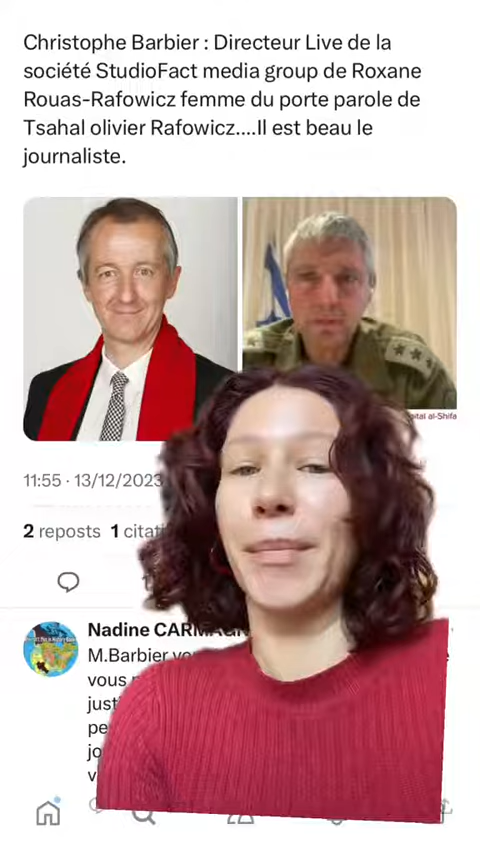 Christophe Barbier : Directeur Live de la
société StudioFact media group de Roxane
Rouas-Rafowicz femme du porte parole de
Tsahal olivier Rafowicz....Il est beau le
journaliste.
al-Shifa
11:55 · 13/12/2023
2 reposts 1
Nadine
M.Barbier
vous